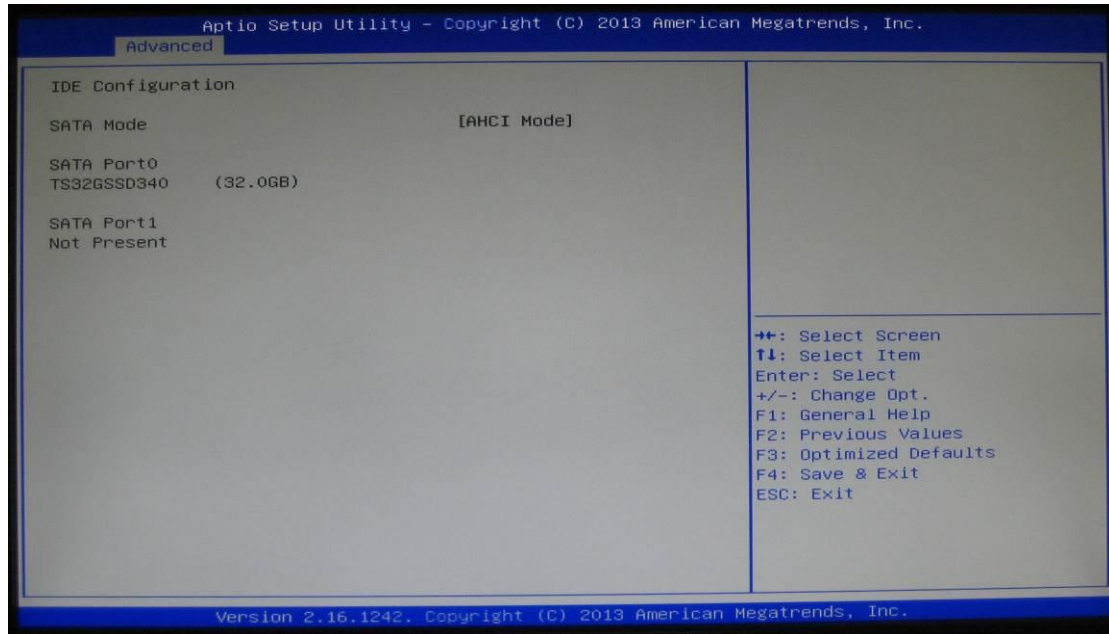 Aptio Setup Utility – Copyright (C) 2013 American Megatrends, Inc.
Advanced
IDE Configuration
SATA Mode [AHCI Mode]
SATA Port0
TS32GSSD340 (32.0GB)
SATA Port1
Not Present
→←: Select Screen
↑↓: Select Item
Enter: Select
+/-: Change Opt.
F1: General Help
F2: Previous Values
F3: Optimized Defaults
F4: Save & Exit
ESC: Exit
Version 2.16.1242. Copyright (C) 2013 American Megatrends, Inc.